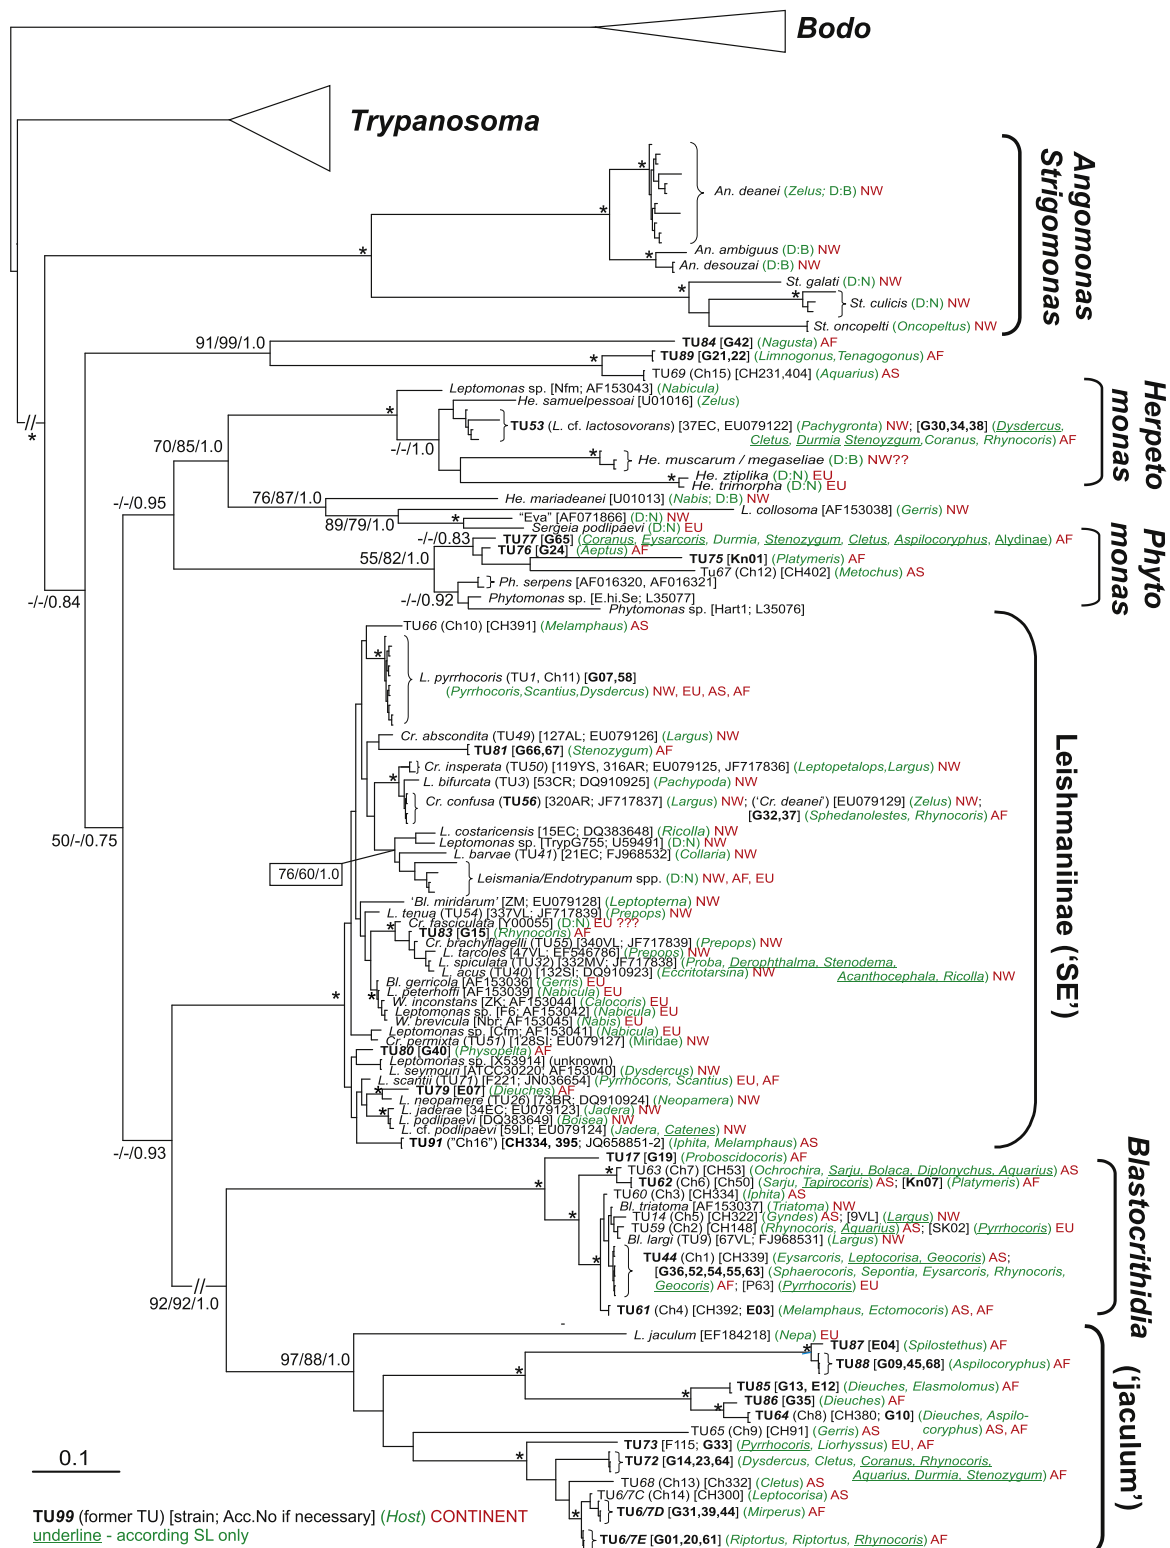 Bodo
Trypanosoma
Angomonas
Strigomonas
*
An. deanei (Zelus; D:B) NW
*
*
An. ambiguus (D:B) NW
*
An. desouzai (D:B) NW
*
St. galati (D:N) NW
*
*
St. culicis (D:N) NW
St. oncopelti (Oncopeltus) NW
91/99/1.0
TU84 [G42] (Nagusta) AF
*
TU89 [G21,22] (Limnogonus,Tenagogonus) AF
TU69 (Ch15) [CH231,404] (Aquarius) AS
Herpeto
monas
Leptomonas sp. [Nfm; AF153043] (Nabicula)
He. samuelpessoai [U01016] (Zelus)
*
//
*
TU53 (L. cf. lactosovorans) [37EC, EU079122] (Pachygronta) NW; [G30,34,38] (Dysdercus,
Cletus, Durmia Stenoyzgum,Coranus, Rhynocoris) AF
70/85/1.0
-/-/1.0
*
He. muscarum / megaseliae (D:B) NW??
*
He. ztiplika (D:N) EU
He. trimorpha (D:N) EU
76/87/1.0
He. mariadeanei [U01013] (Nabis; D:B) NW
-/-/0.95
L. collosoma [AF153038] (Gerris) NW
89/79/1.0
*
“Eva” [AF071866] (D:N) NW
Sergeia podlipaevi (D:N) EU
Phyto
monas
-/-/0.83
TU77 [G65] (Coranus, Eysarcoris, Durmia, Stenozygum, Cletus, Aspilocoryphus, Alydinae) AF
TU76 [G24] (Aeptus) AF
55/82/1.0
TU75 [Kn01] (Platymeris) AF
Tu67 (Ch12) [CH402] (Metochus) AS
Ph. serpens [AF016320, AF016321]
-/-/0.92
Phytomonas sp. [E.hi.Se; L35077]
-/-/0.84
Phytomonas sp. [Hart1; L35076]
Leishmaniinae (‘SE’)
TU66 (Ch10) [CH391] (Melamphaus) AS
*
L. pyrrhocoris (TU1, Ch11) [G07,58]
(Pyrrhocoris,Scantius,Dysdercus) NW, EU, AS, AF
Cr. abscondita (TU49) [127AL; EU079126] (Largus) NW
TU81 [G66,67] (Stenozygum) AF
Cr. insperata (TU50) [119YS, 316AR; EU079125, JF717836] (Leptopetalops,Largus) NW
*
L. bifurcata (TU3) [53CR; DQ910925] (Pachypoda) NW
Cr. confusa (TU56) [320AR; JF717837] (Largus) NW; (‘Cr. deanei’) [EU079129] (Zelus) NW;
[G32,37] (Sphedanolestes, Rhynocoris) AF
50/-/0.75
L. costaricensis [15EC; DQ383648] (Ricolla) NW
Leptomonas sp. [TrypG755; U59491] (D:N) NW
L. barvae (TU41) [21EC; FJ968532] (Collaria) NW
76/60/1.0
Leismania/Endotrypanum spp. (D:N) NW, AF, EU
‘Bl. miridarum’ [ZM; EU079128] (Leptopterna) NW
L. tenua (TU54) [337VL; JF717839] (Prepops) NW
*
Cr. fasciculata [Y00055] (D:N) EU ???
TU83 [G15] (Rhynocoris) AF
Cr. brachyflagelli (TU55) [340VL; JF717839] (Prepops) NW
L. tarcoles [47VL; EF546786] (Prepops) NW
L. spiculata (TU32) [332MV; JF717838] (Proba, Derophthalma, Stenodema,
L. acus (TU40) [132SI; DQ910923] (Eccritotarsina) NW
Acanthocephala, Ricolla) NW
Bl. gerricola [AF153036] (Gerris) EU
*
*
L. peterhoffi [AF153039] (Nabicula) EU
W. inconstans [ZK; AF153044] (Calocoris) EU
Leptomonas sp. [F6; AF153042] (Nabicula) EU
W. brevicula [Nbr; AF153045] (Nabis) EU
Leptomonas sp. [Cfm; AF153041] (Nabicula) EU
Cr. permixta (TU51) [128SI; EU079127] (Miridae) NW
TU80 [G40] (Physopelta) AF
Leptomonas sp. [X53914] (unknown)
L. seymouri [ATCC30220; AF153040] (Dysdercus) NW
L. scantii (TU71) [F221; JN036654] (Pyrrhocoris, Scantius) EU, AF
*
TU79 [E07] (Dieuches) AF
L. neopamere (TU26) [73BR; DQ910924] (Neopamera) NW
*
L. jaderae [34EC; EU079123] (Jadera) NW
L. podlipaevi [DQ383649] (Boisea) NW
L. cf. podlipaevi [59LI; EU079124] (Jadera, Catenes) NW
TU91 (”Ch16”) [CH334, 395; JQ658851-2] (Iphita, Melamphaus) AS
-/-/0.93
Blastocrithidia
TU17 [G19] (Proboscidocoris) AF
*
TU63 (Ch7) [CH53] (Ochrochira, Sarju, Bolaca, Diplonychus, Aquarius) AS
*
TU62 (Ch6) [Ch50] (Sarju, Tapirocoris) AS; [Kn07] (Platymeris) AF
TU60 (Ch3) [CH334] (Iphita) AS
Bl. triatoma [AF153037] (Triatoma) NW
*
TU14 (Ch5) [CH322] (Gyndes) AS; [9VL] (Largus) NW
TU59 (Ch2) [CH148] (Rhynocoris, Aquarius) AS; [SK02] (Pyrrhocoris) EU
Bl. largi (TU9) [67VL; FJ968531] (Largus) NW
*
TU44 (Ch1) [CH339] (Eysarcoris, Leptocorisa, Geocoris) AS;
[G36,52,54,55,63] (Sphaerocoris, Sepontia, Eysarcoris, Rhynocoris,
Geocoris) AF; [P63] (Pyrrhocoris) EU
//
92/92/1.0
TU61 (Ch4) [CH392; E03] (Melamphaus, Ectomocoris) AS, AF
-
(‘jaculum’)
L. jaculum [EF184218] (Nepa) EU
97/88/1.0
*
TU87 [E04] (Spilostethus) AF
*
TU88 [G09,45,68] (Aspilocoryphus) AF
*
TU85 [G13, E12] (Dieuches, Elasmolomus) AF
*
TU86 [G35] (Dieuches) AF
TU64 (Ch8) [CH380; G10] (Dieuches, Aspilo-
coryphus) AS, AF
TU65 (Ch9) [CH91] (Gerris) AS
*
TU73 [F115; G33] (Pyrrhocoris, Liorhyssus) EU, AF
TU72 [G14,23,64] (Dysdercus, Cletus, Coranus, Rhynocoris,
Aquarius, Durmia, Stenozygum) AF
0.1
TU68 (Ch13) [Ch332] (Cletus) AS
TU6/7C (Ch14) [CH300] (Leptocorisa) AS
*
TU6/7D [G31,39,44] (Mirperus) AF
TU6/7E [G01,20,61] (Riptortus, Riptortus, Rhynocoris) AF
TU99 (former TU) [strain; Acc.No if necessary] (Host) CONTINENT
underline - according SL only